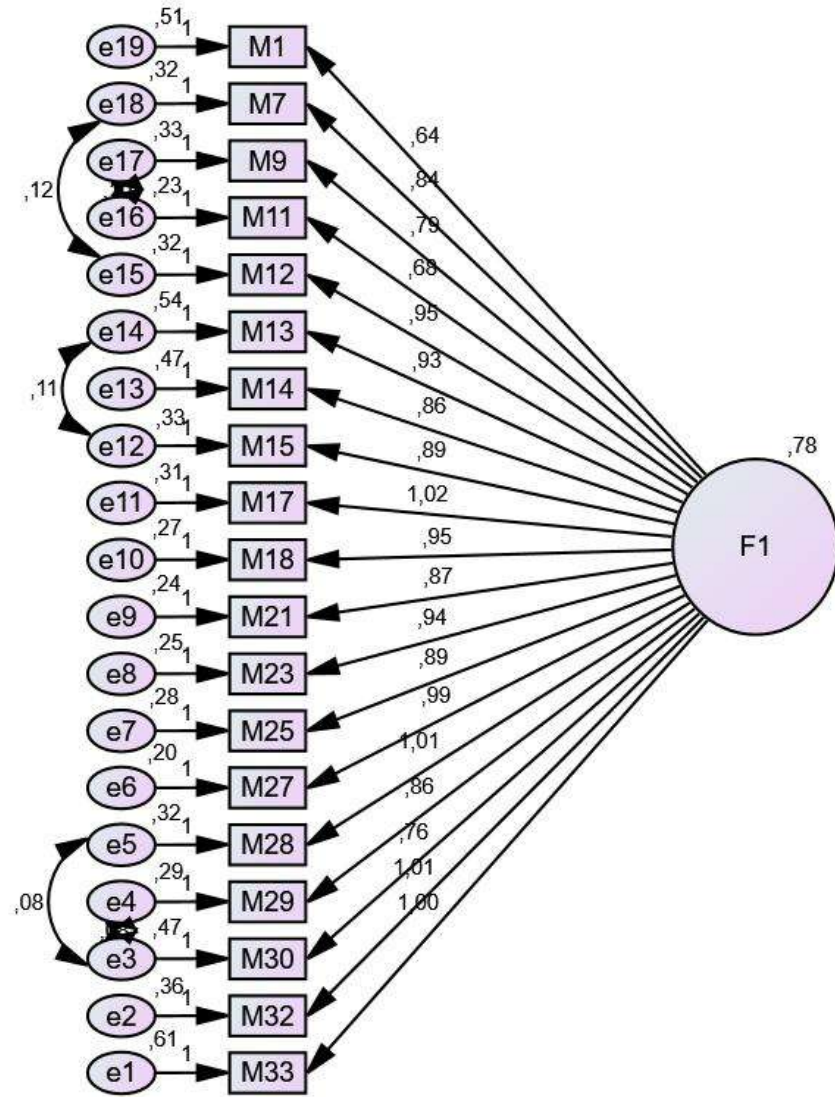 e19 ,51 1 M1 ,64
e18 ,32 1 M7 ,84
e17 ,33 1 M9 ,79
e16 ,23 1 M11 ,68
,12
e15 ,32 1 M12 ,95
e14 ,54 1 M13 ,93
e13 ,47 1 M14 ,86
,11
e12 ,33 1 M15 ,89
e11 ,31 1 M17 1,02
,78
F1
e10 ,27 1 M18 ,95
e9 ,24 1 M21 ,87
e8 ,25 1 M23 ,94
e7 ,28 1 M25 ,89
e6 ,20 1 M27 ,99
e5 ,32 1 M28 1,01
e4 ,29 1 M29 ,86
,08
e3 ,47 1 M30 ,76
e2 ,36 1 M32 1,01
e1 ,61 1 M33 1,00